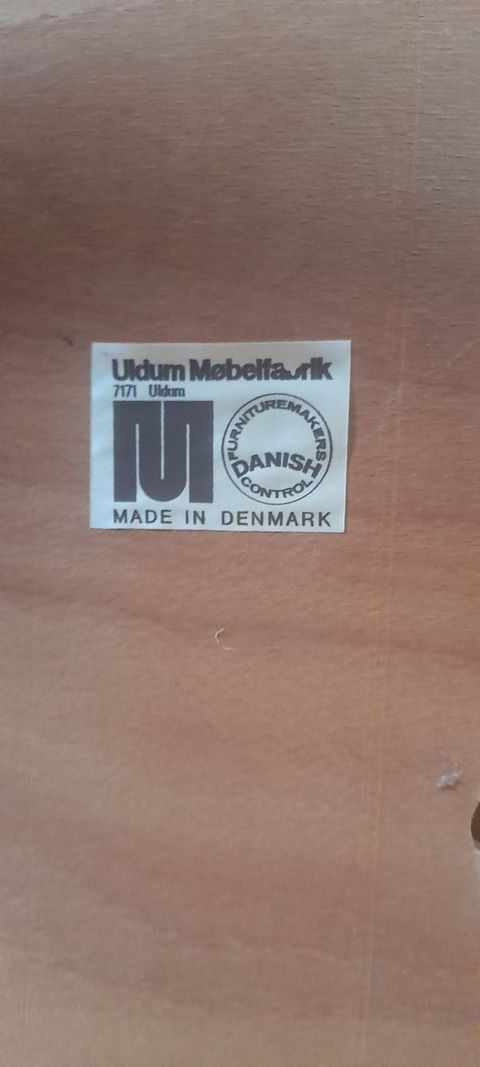 Uldum Møbelfabrik
7171 Uldum
FURNITUREMAKERS
DANISH
CONTROL
MADE IN DENMARK